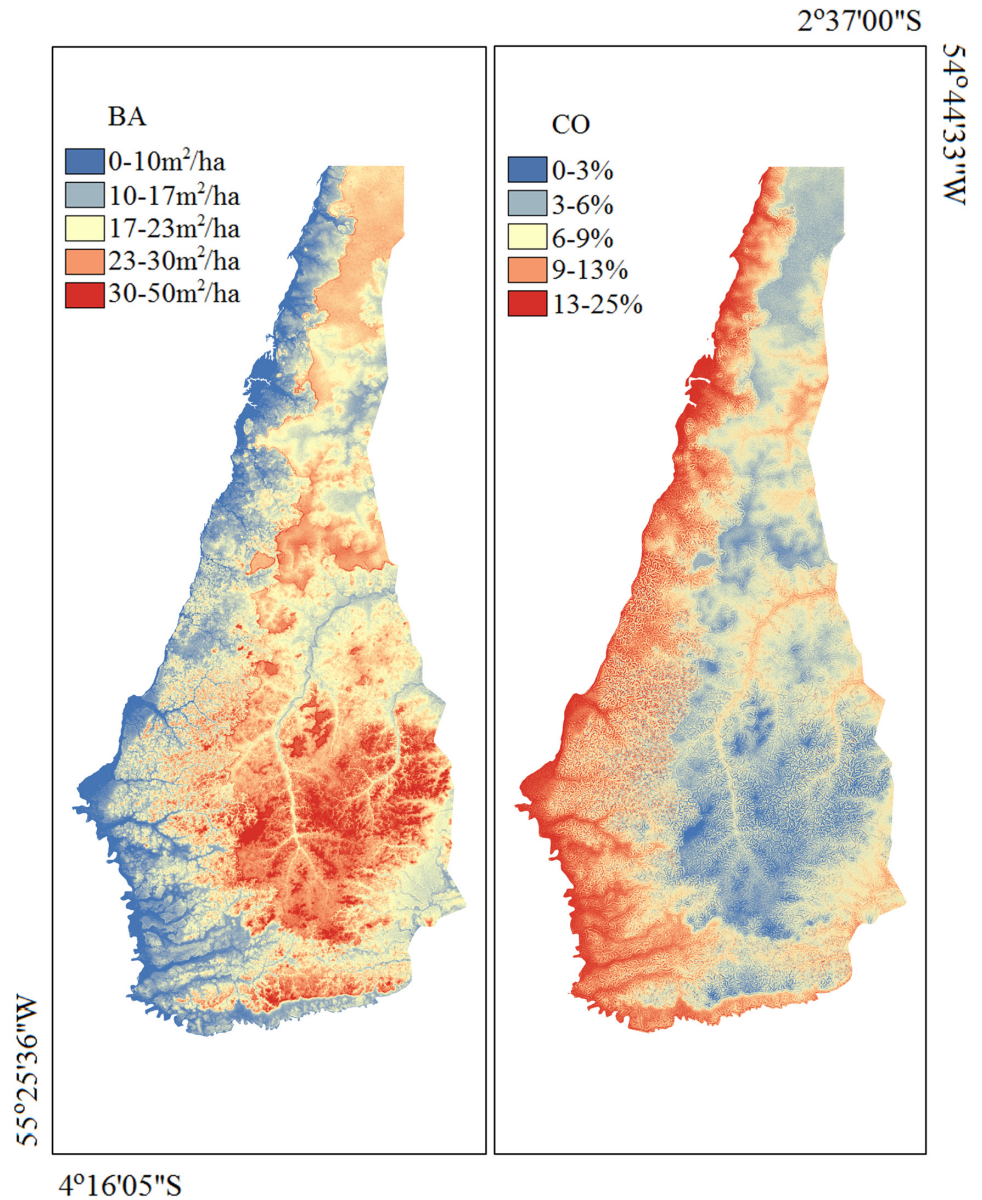 2º37'00"S
54º44'33"W
BA
0-10m²/ha
10-17m²/ha
17-23m²/ha
23-30m²/ha
30-50m²/ha
CO
0-3%
3-6%
6-9%
9-13%
13-25%
55º25'36"W
4º16'05"S